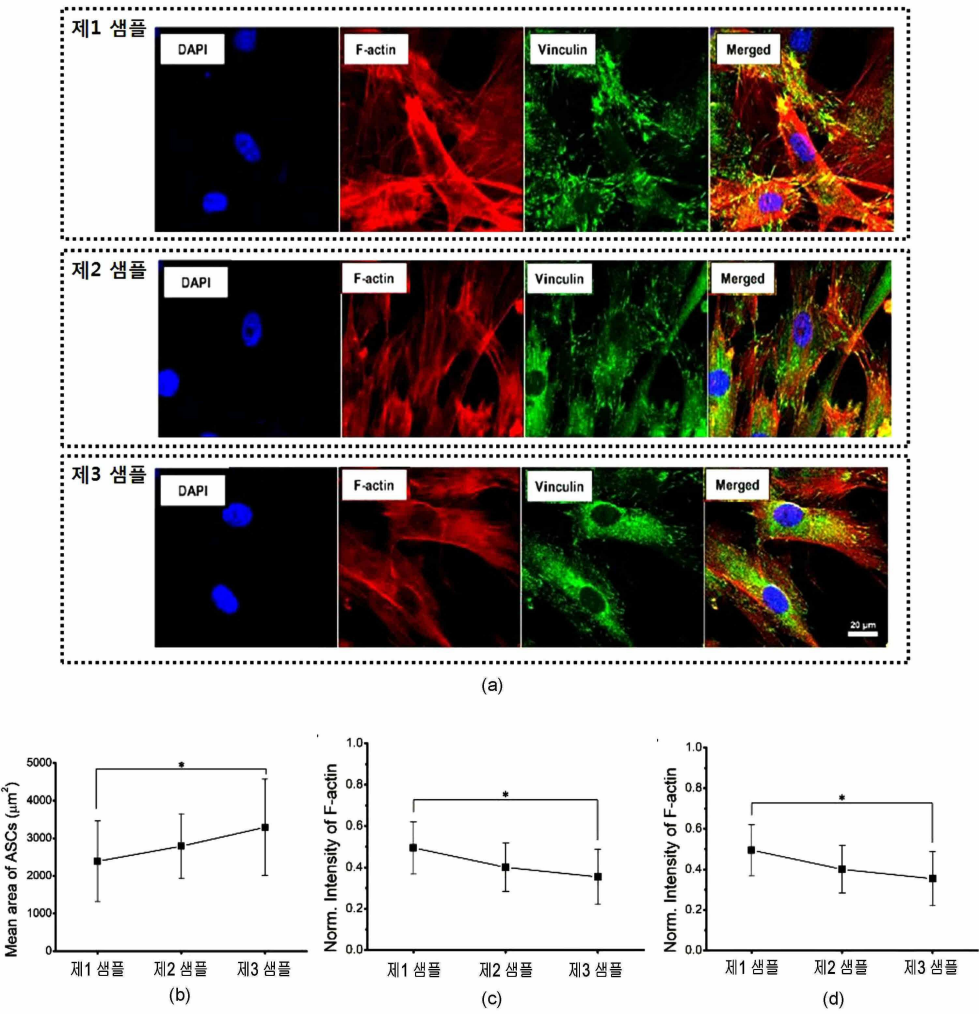 제1 샘플
DAPI
F-actin
Vinculin
Merged
제2 샘플
DAPI
F-actin
Vinculin
Merged
제3 샘플
DAPI
F-actin
Vinculin
Merged
20 μm
(a)
Mean area of ASCs (μm²)
5000
4000
3000
2000
1000
0
*
제1 샘플 제2 샘플 제3 샘플
(b)
Norm. Intensity of F-actin
1.0
0.8
0.6
0.4
0.2
0.0
*
제1 샘플 제2 샘플 제3 샘플
(c)
Norm. Intensity of F-actin
1.0
0.8
0.6
0.4
0.2
0.0
*
제1 샘플 제2 샘플 제3 샘플
(d)